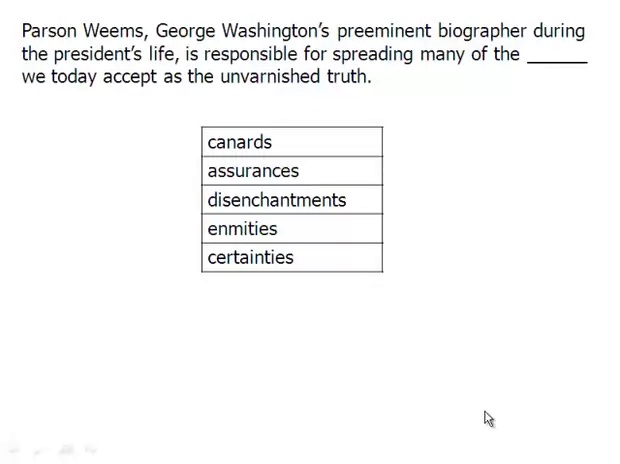 Parson Weems, George Washington's preeminent biographer during
the president's life, is responsible for spreading many of the ______
we today accept as the unvarnished truth.
canards
assurances
disenchantments
enmities
certainties